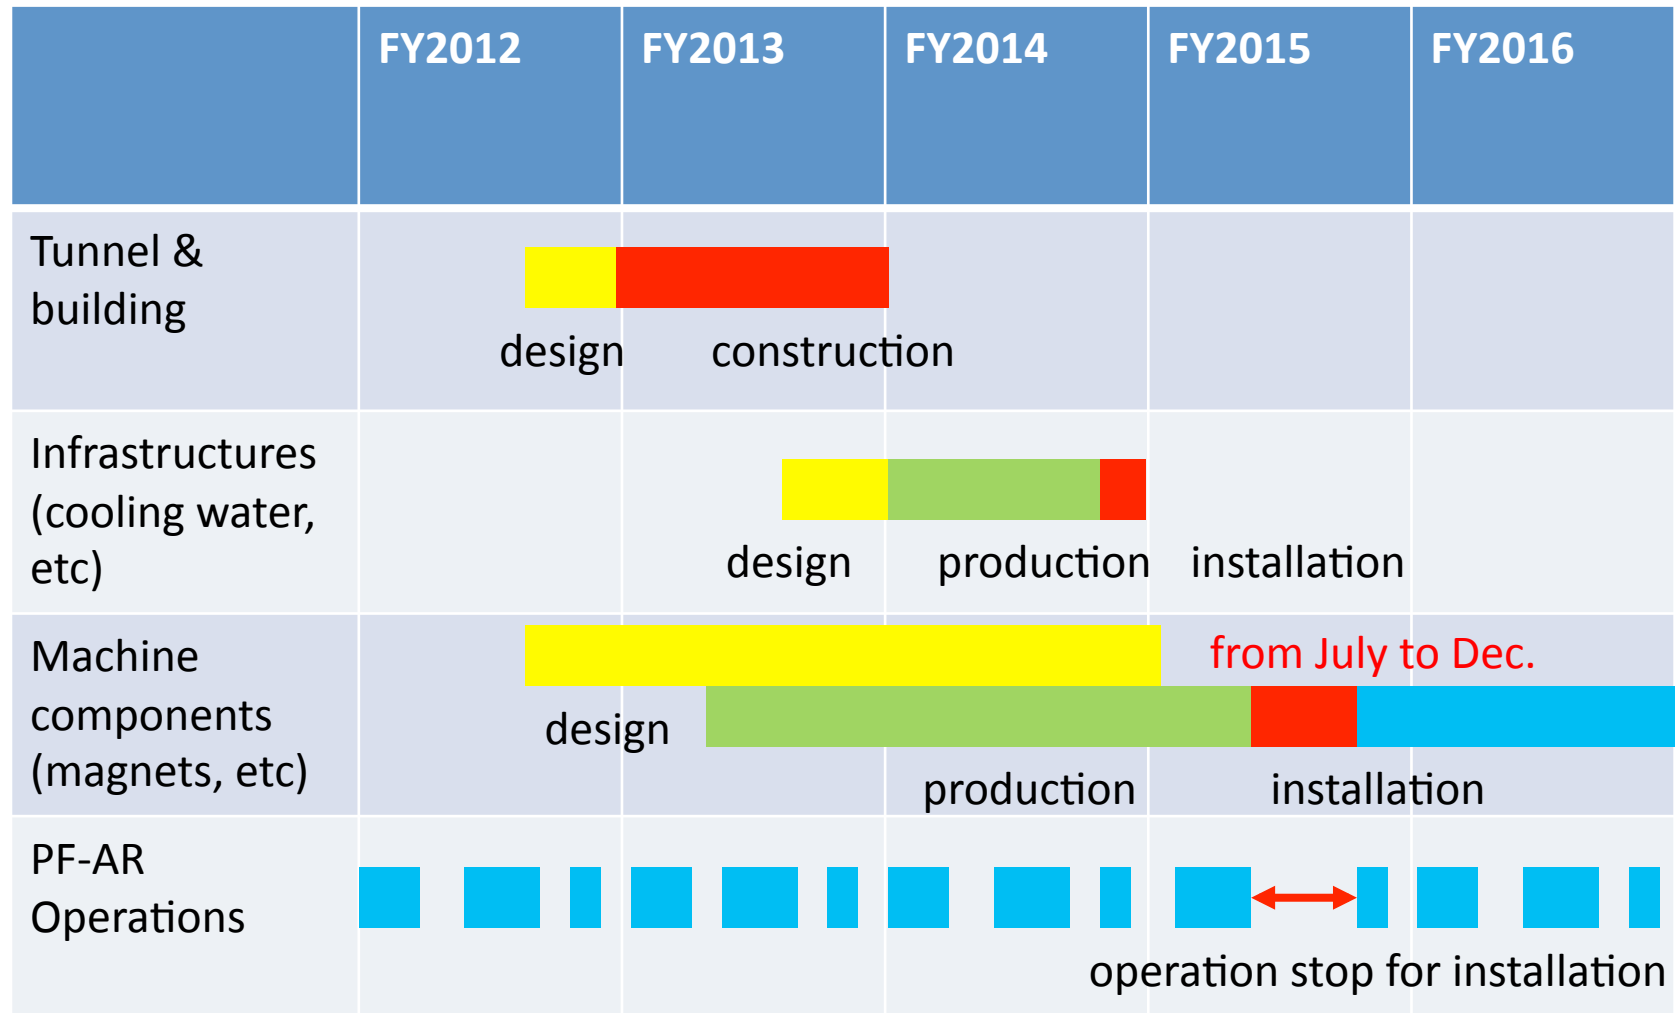 FY2012 FY2013 FY2014 FY2015 FY2016
Tunnel &
building
design construction
Infrastructures
(cooling water,
etc)
design production installation
Machine
components
(magnets, etc)
from July to Dec.
design
production installation
PF-AR
Operations
operation stop for installation